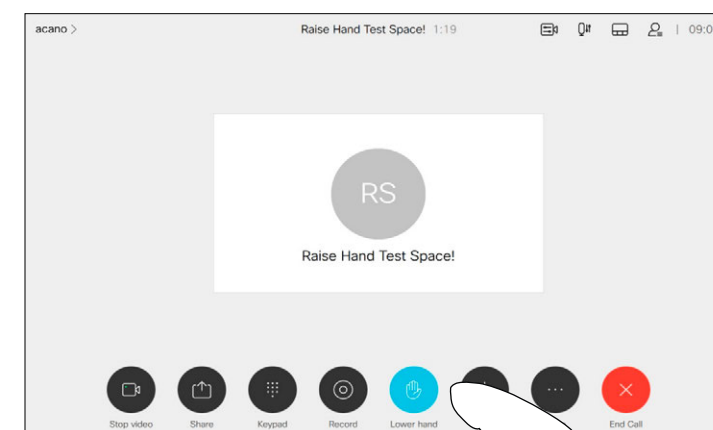 acano >
Raise Hand Test Space! 1:19
| 09:0
RS
Raise Hand Test Space!
Stop video
Share
Keypad
Record
Lower hand
End Call